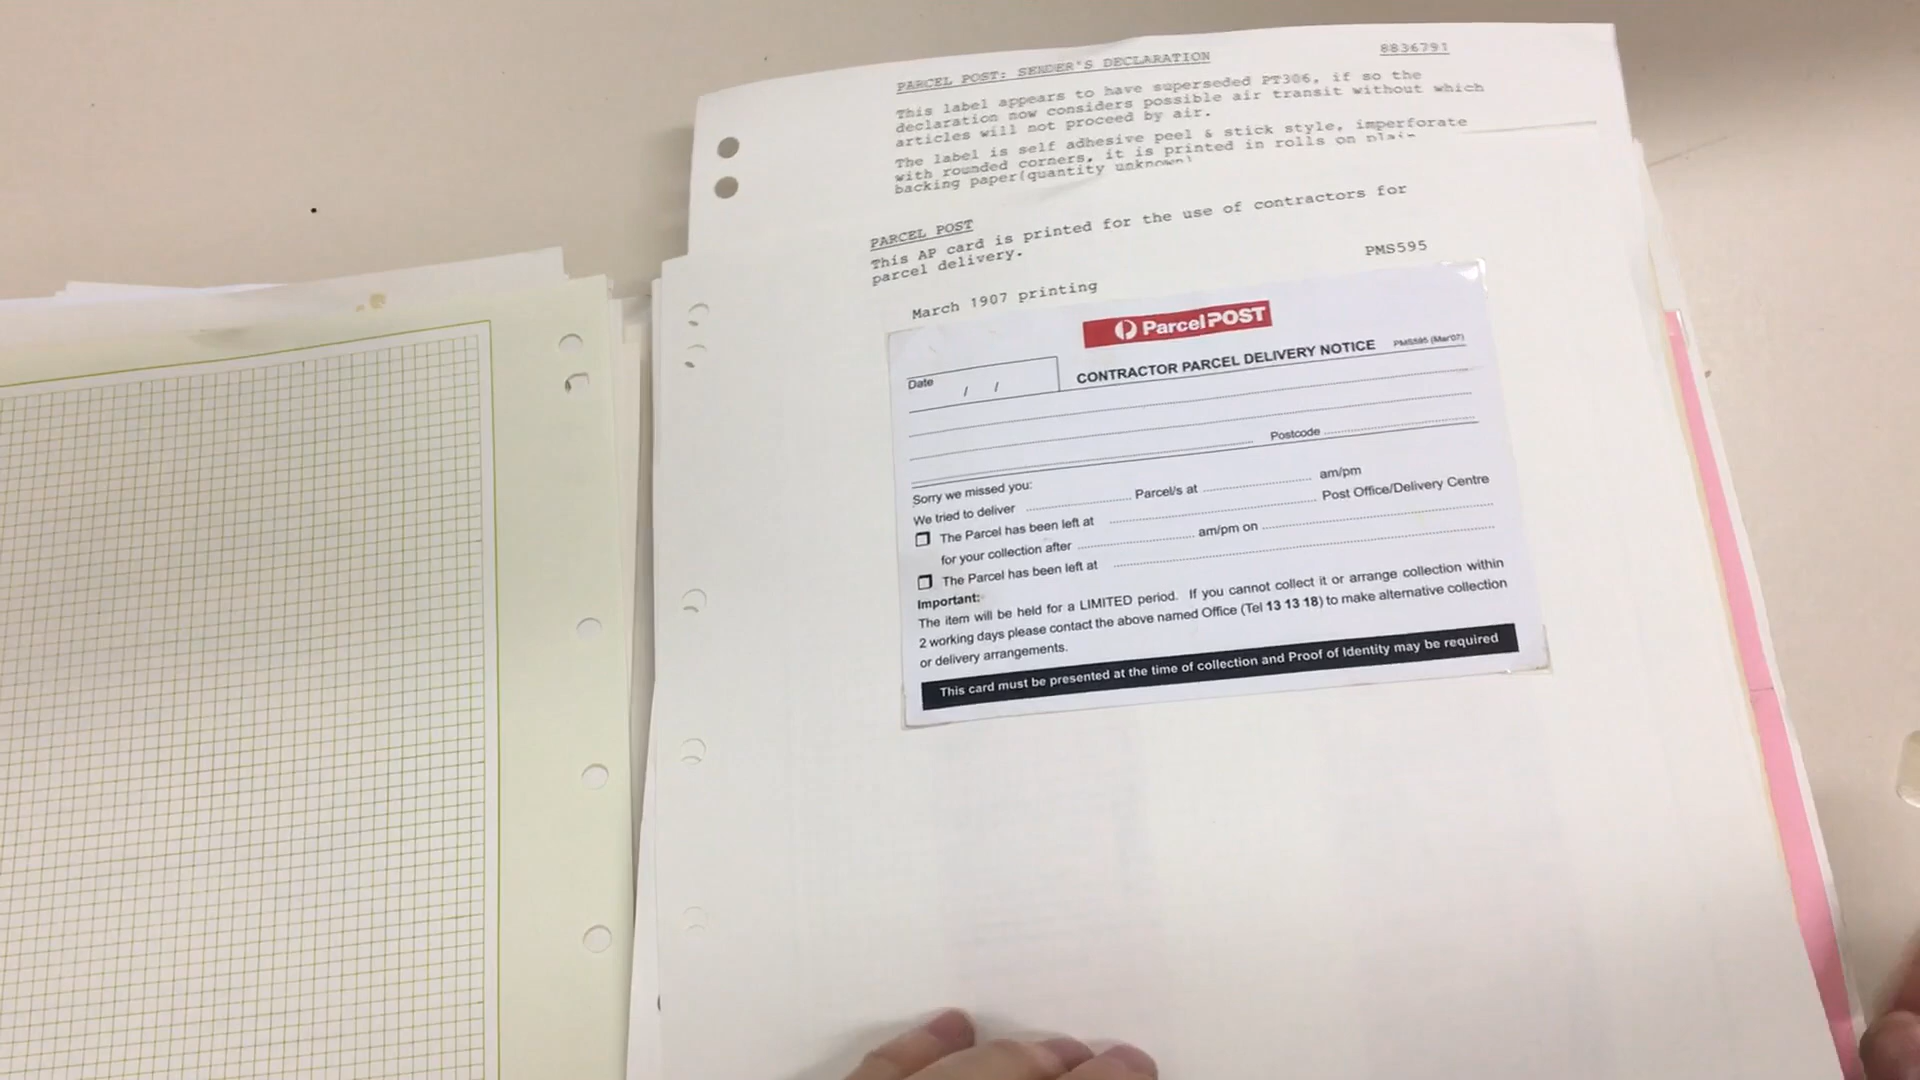 PARCEL POST: SENDER'S DECLARATION 8836791
This label appears to have superseded PT306, if so the
declaration now considers possible air transit without which
articles will not proceed by air.
The label is self adhesive peel & stick style, imperforate
with rounded corners, it is printed in rolls on plain
backing paper(quantity unknown)
PARCEL POST
This AP card is printed for the use of contractors for
parcel delivery.
PMS595
March 1907 printing
ParcelPOST
Date / /
CONTRACTOR PARCEL DELIVERY NOTICE PMS595 (Mar'07)
Postcode
Sorry we missed you:
We tried to deliver Parcel/s at am/pm
The Parcel has been left at Post Office/Delivery Centre
for your collection after am/pm on
The Parcel has been left at
Important:
The item will be held for a LIMITED period. If you cannot collect it or arrange collection within
2 working days please contact the above named Office (Tel 13 13 18) to make alternative collection
or delivery arrangements.
This card must be presented at the time of collection and Proof of Identity may be required